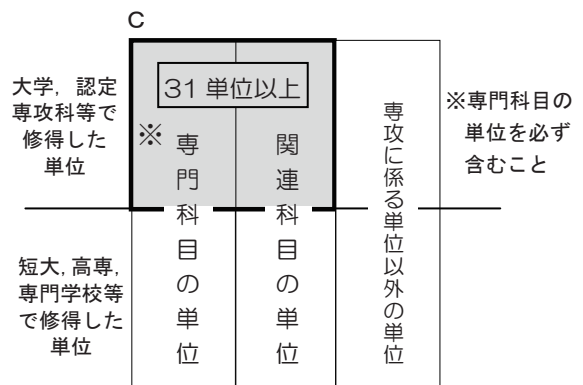 C
大学，認定
専攻科等で
修得した
単位
31 単位以上
※
専門科目の単位
関連科目の単位
専攻に係る単位以外の単位
※専門科目の
単位を必ず
含むこと
短大，高専，
専門学校等
で修得した
単位